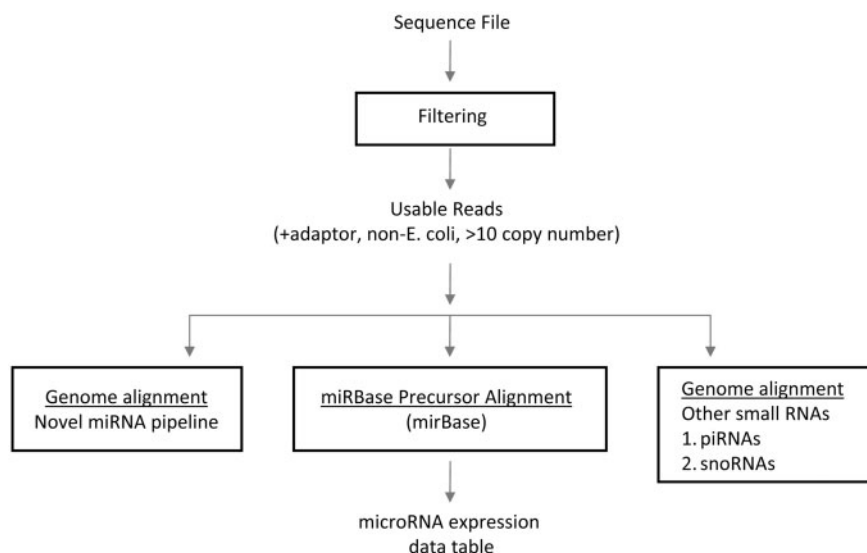 Sequence File
Filtering
Usable Reads
(+adaptor, non-E. coli, >10 copy number)
Genome alignment
Novel miRNA pipeline
miRBase Precursor Alignment
(mirBase)
Genome alignment
Other small RNAs
1. piRNAs
2. snoRNAs
microRNA expression
data table